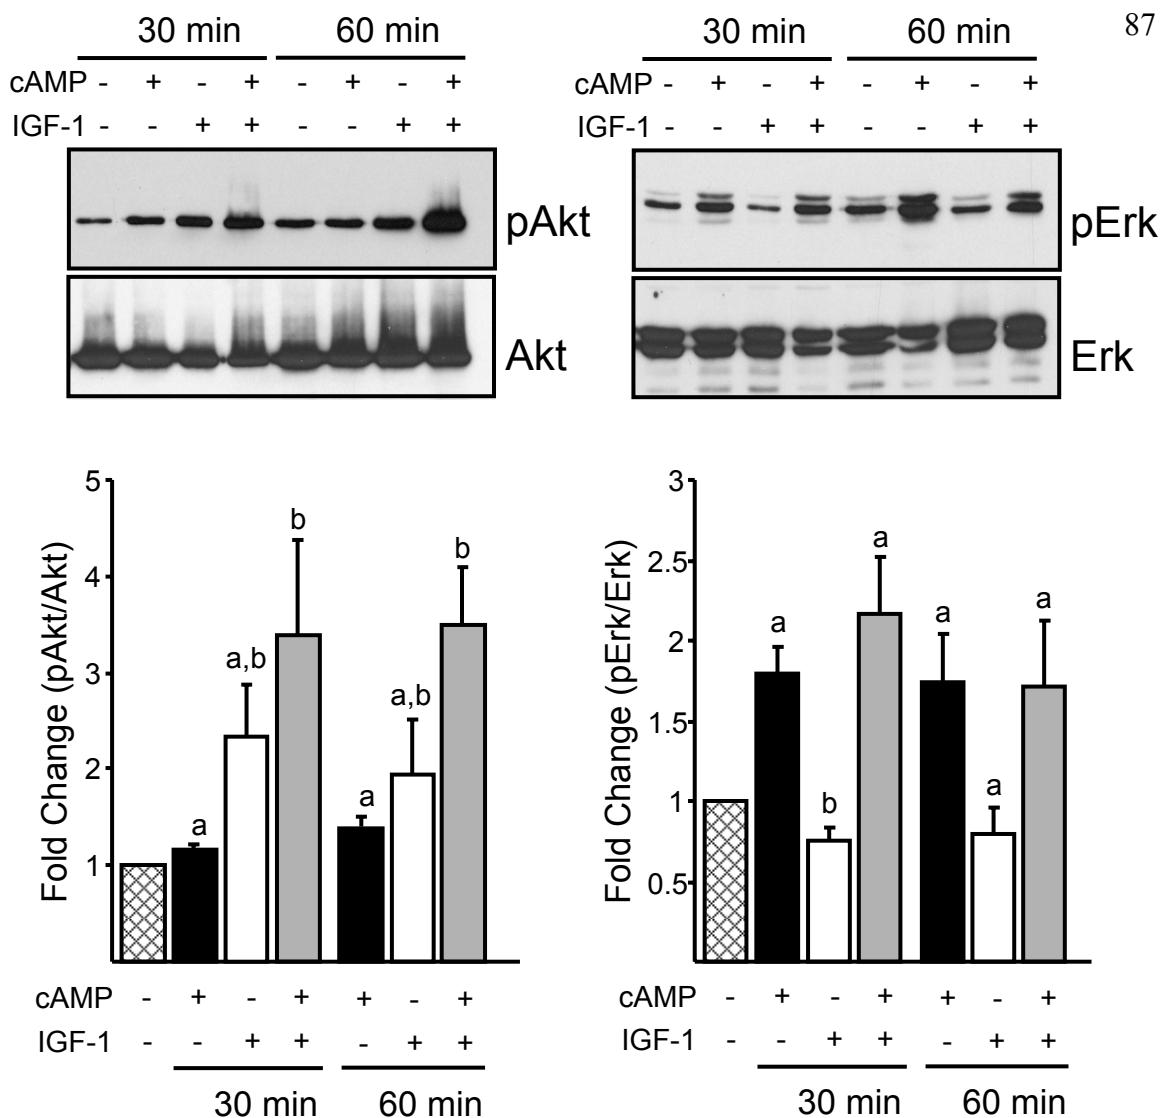 87
30 min 60 min
cAMP - + - + - + - +
IGF-1 - - + + - - + +
pAkt
Akt
30 min 60 min
cAMP - + - + - + - +
IGF-1 - - + + - - + +
pErk
Erk
Fold Change (pAkt/Akt)
5
4
3
2
1
a
a,b
b
a
a,b
b
cAMP - + - + + - +
IGF-1 - - + + - + +
30 min 60 min
Fold Change (pErk/Erk)
3
2.5
2
1.5
1
0.5
a
b
a
a
a
a
cAMP - + - + + - +
IGF-1 - - + + - + +
30 min 60 min